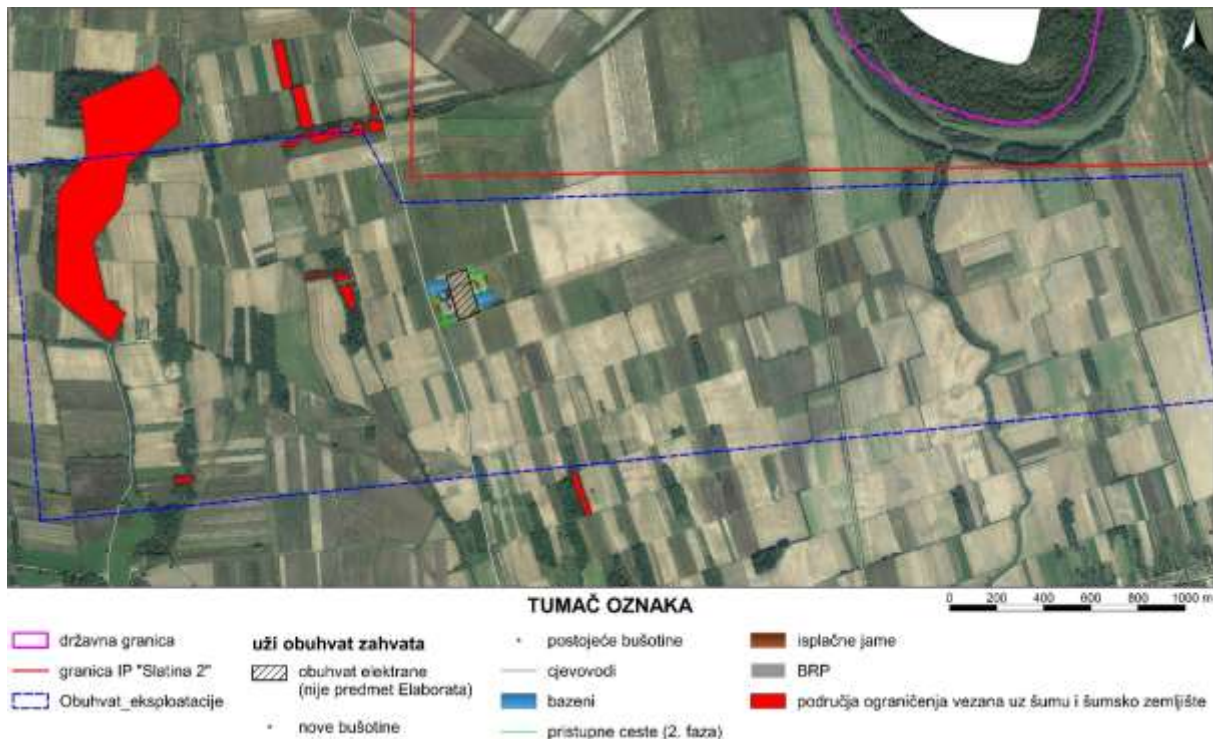 TUMAČ OZNAKA
0 200 400 600 800 1000 m
državna granica
granica IP "Slatina 2"
Obuhvat_eksploatacije
uži obuhvat zahvata
obuhvat elektrane
(nije predmet Elaborata)
nove bušotine
postojeće bušotine
cjevovodi
bazeni
pristupne ceste (2. faza)
isplačne jame
BRP
područja ograničenja vezana uz šumu i šumsko zemljište